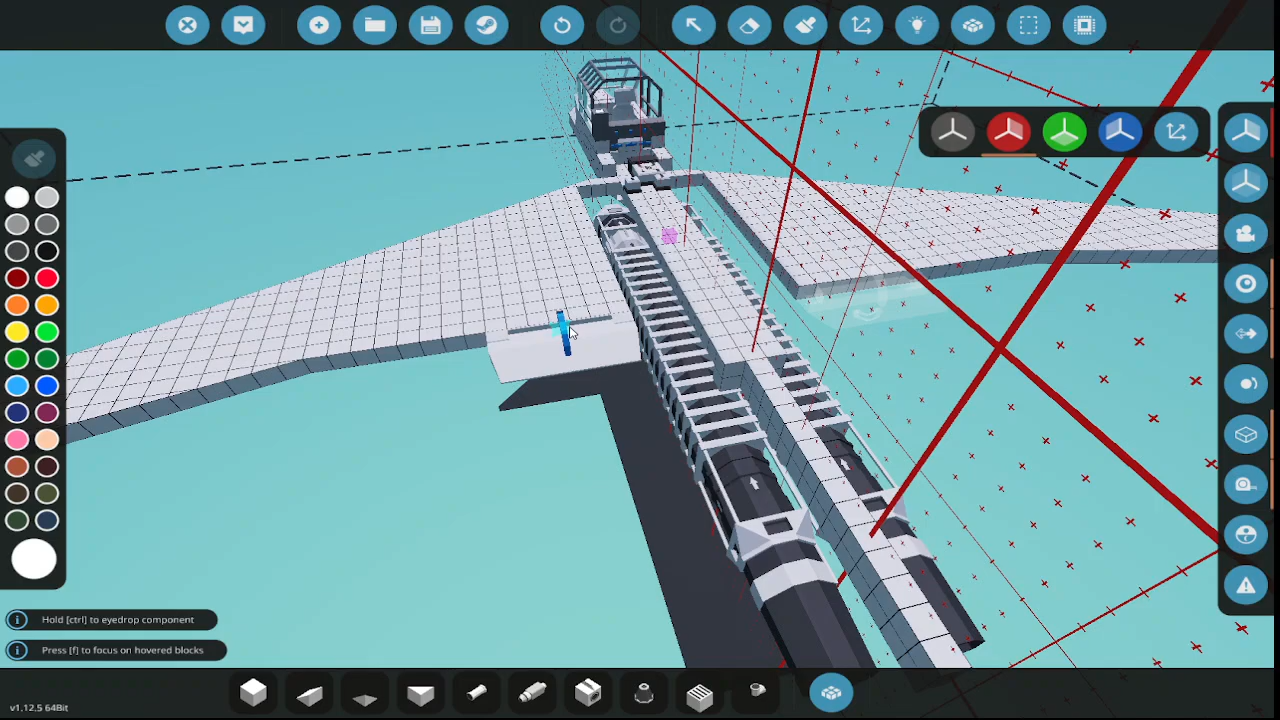 Hold [ctrl] to eyedrop component
Press [f] to focus on hovered blocks
v1.12.5 64Bit